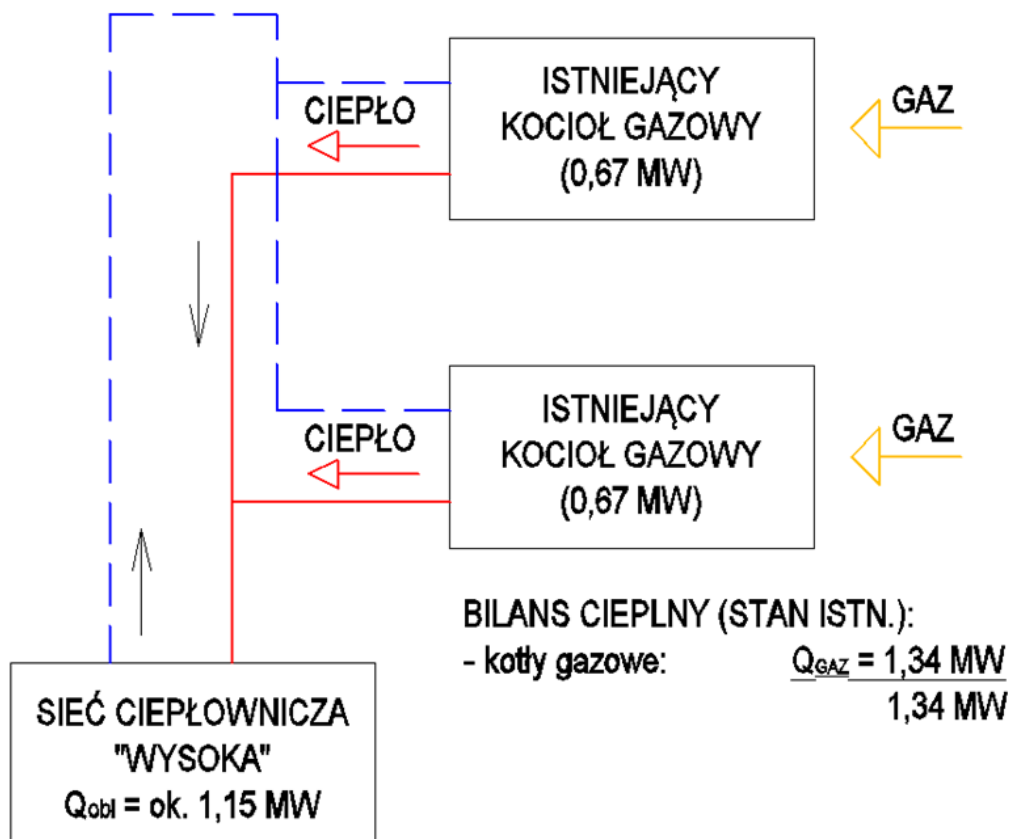 ISTNIEJĄCY
KOCIOŁ GAZOWY
(0,67 MW)
CIEPŁO
GAZ
ISTNIEJĄCY
KOCIOŁ GAZOWY
(0,67 MW)
CIEPŁO
GAZ
BILANS CIEPLNY (STAN ISTN.):
- kotły gazowe: QGAZ = 1,34 MW
1,34 MW
SIEĆ CIEPŁOWNICZA
"WYSOKA"
Qobl = ok. 1,15 MW